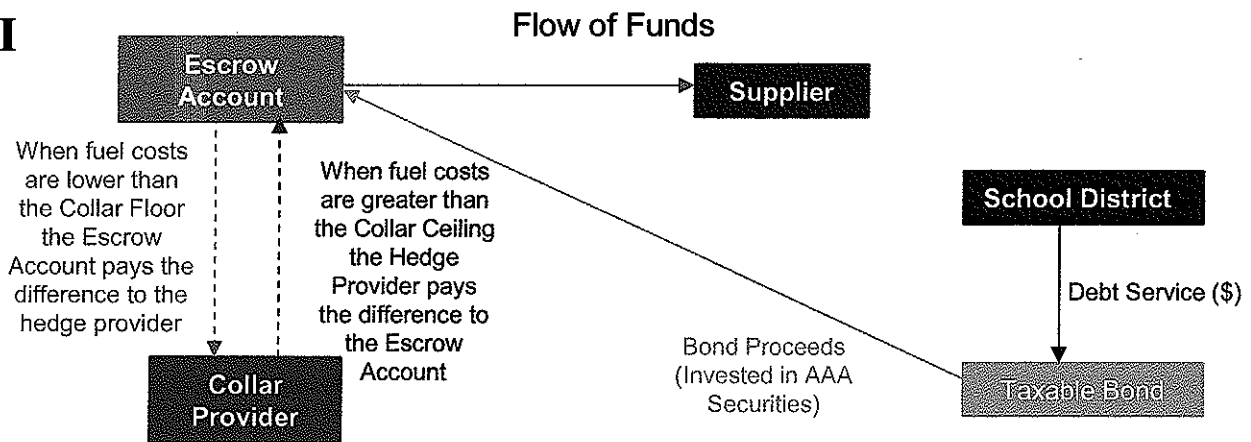 I
Flow of Funds
Escrow
Account
Supplier
When fuel costs
are lower than
the Collar Floor
the Escrow
Account pays the
difference to the
hedge provider
When fuel costs
are greater than
the Collar Ceiling
the Hedge
Provider pays
the difference to
the Escrow
Account
School District
Debt Service ($)
Bond Proceeds
(Invested in AAA
Securities)
Taxable Bond
Collar
Provider